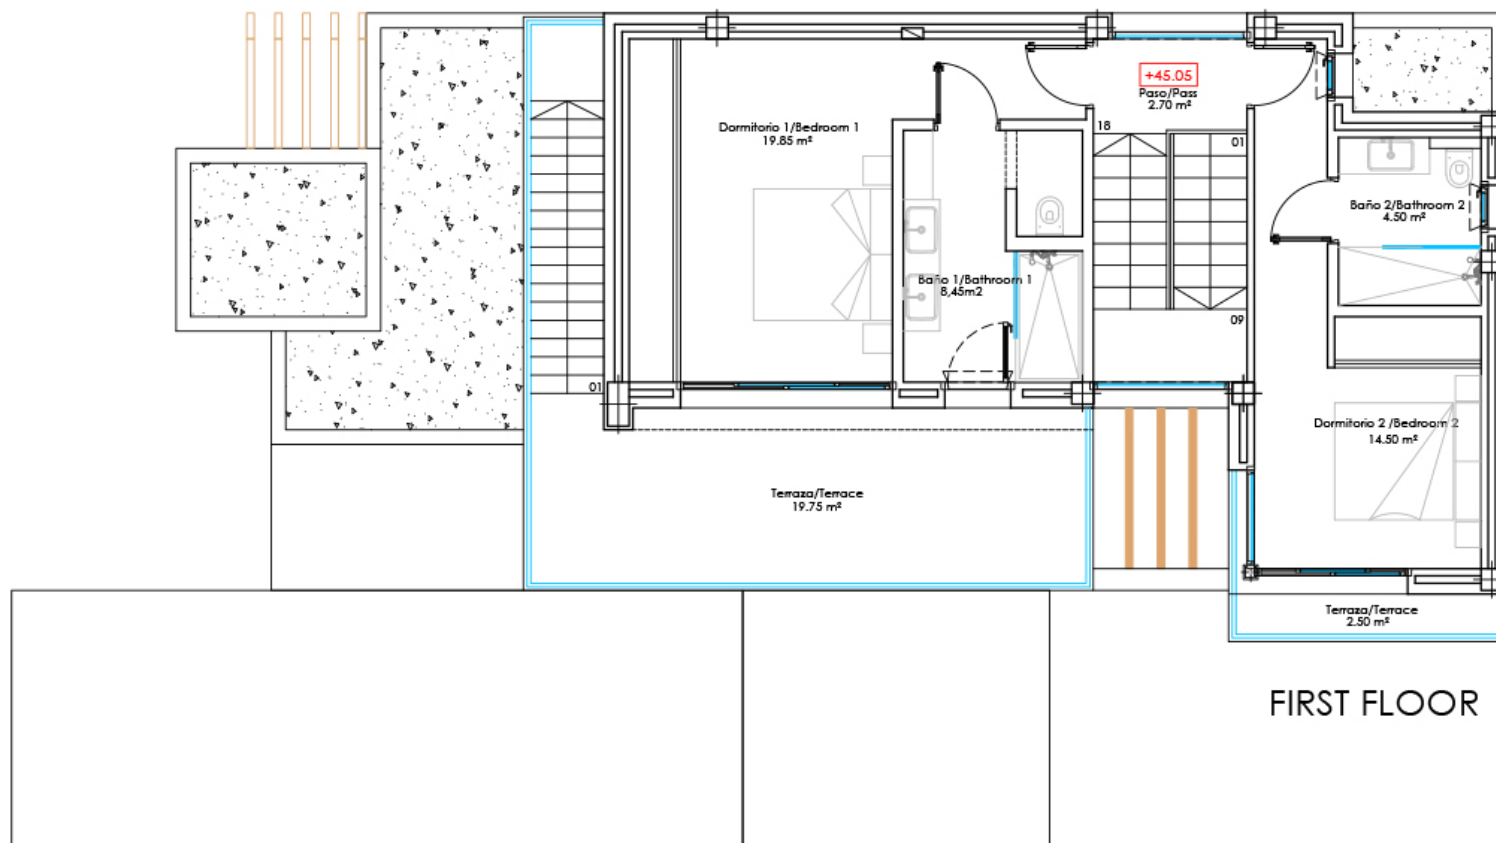 +45.05
Paso/Pass
2.70 m²
18
01
Dormitorio 1/Bedroom 1
19.85 m²
Baño 2/Bathroom 2
4.50 m²
Baño 1/Bathroom 1
8,45m2
09
01
Dormitorio 2 /Bedroom 2
14.50 m²
Terraza/Terrace
19.75 m²
Terraza/Terrace
2.50 m²
FIRST FLOOR